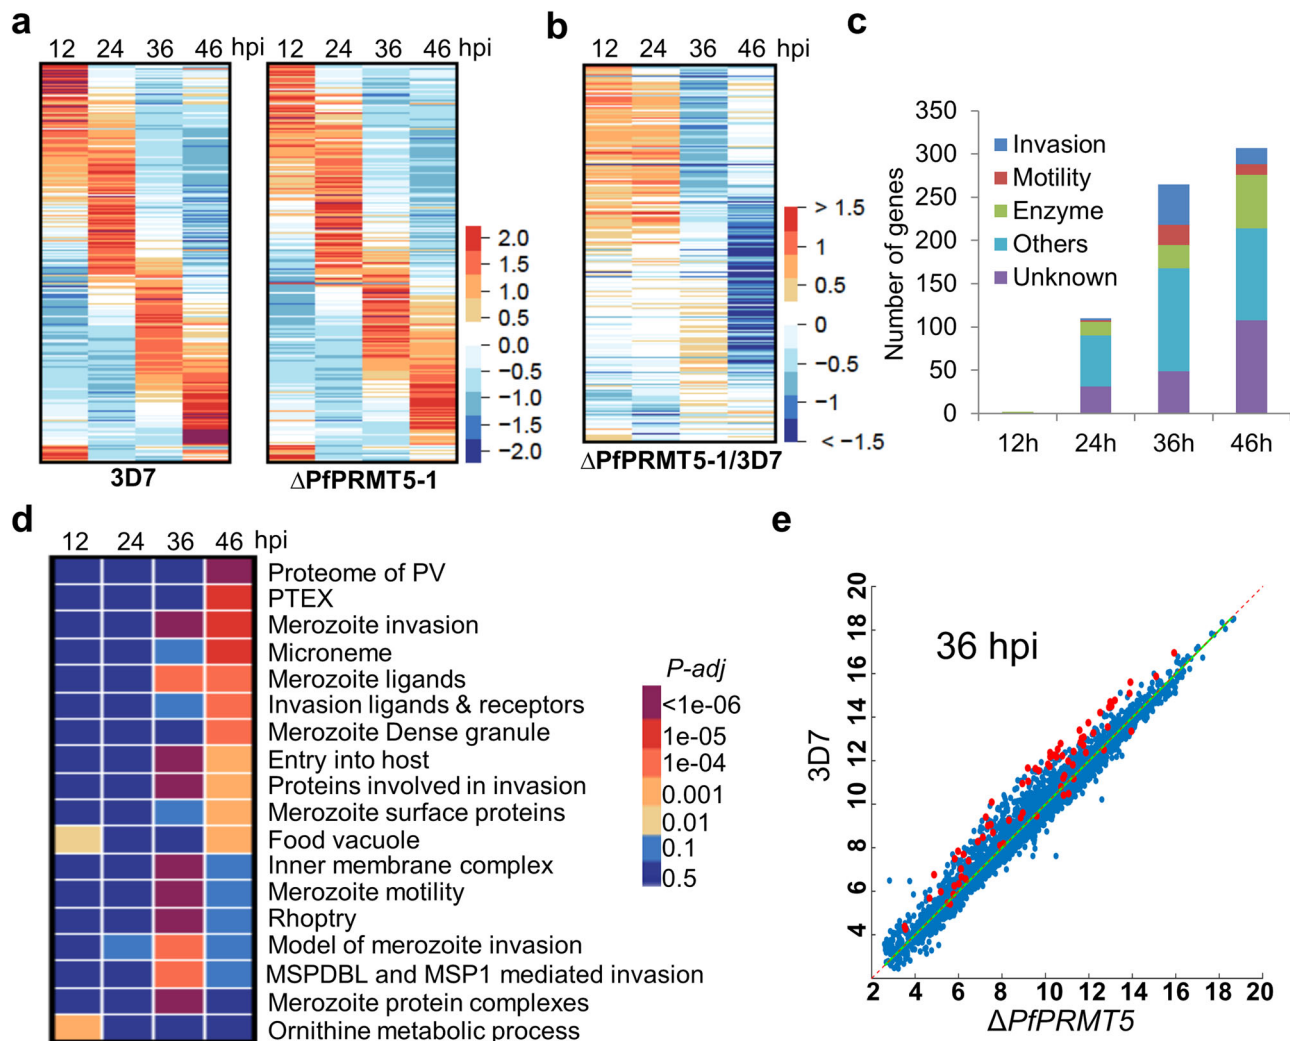 a
12 24 36 46 hpi
12 24 36 46 hpi
3D7
ΔPfPRMT5-1
2.0
1.5
1.0
0.5
0.0
−0.5
−1.0
−1.5
−2.0
b
12 24 36 46
ΔPfPRMT5-1/3D7
> 1.5
1
0.5
0
−0.5
−1
< −1.5
c
Number of genes
350
300
250
200
150
100
50
0
Invasion
Motility
Enzyme
Others
Unknown
12h 24h 36h 46h
d
12 24 36 46 hpi
Proteome of PV
PTEX
Merozoite invasion
Microneme
Merozoite ligands
Invasion ligands & receptors
Merozoite Dense granule
Entry into host
Proteins involved in invasion
Merozoite surface proteins
Food vacuole
Inner membrane complex
Merozoite motility
Rhoptry
Model of merozoite invasion
MSPDBL and MSP1 mediated invasion
Merozoite protein complexes
Ornithine metabolic process
P-adj
<1e-06
1e-05
1e-04
0.001
0.01
0.1
0.5
e
36 hpi
3D7
20
18
16
14
12
10
8
6
4
2 4 6 8 10 12 14 16 18 20
ΔPfPRMT5